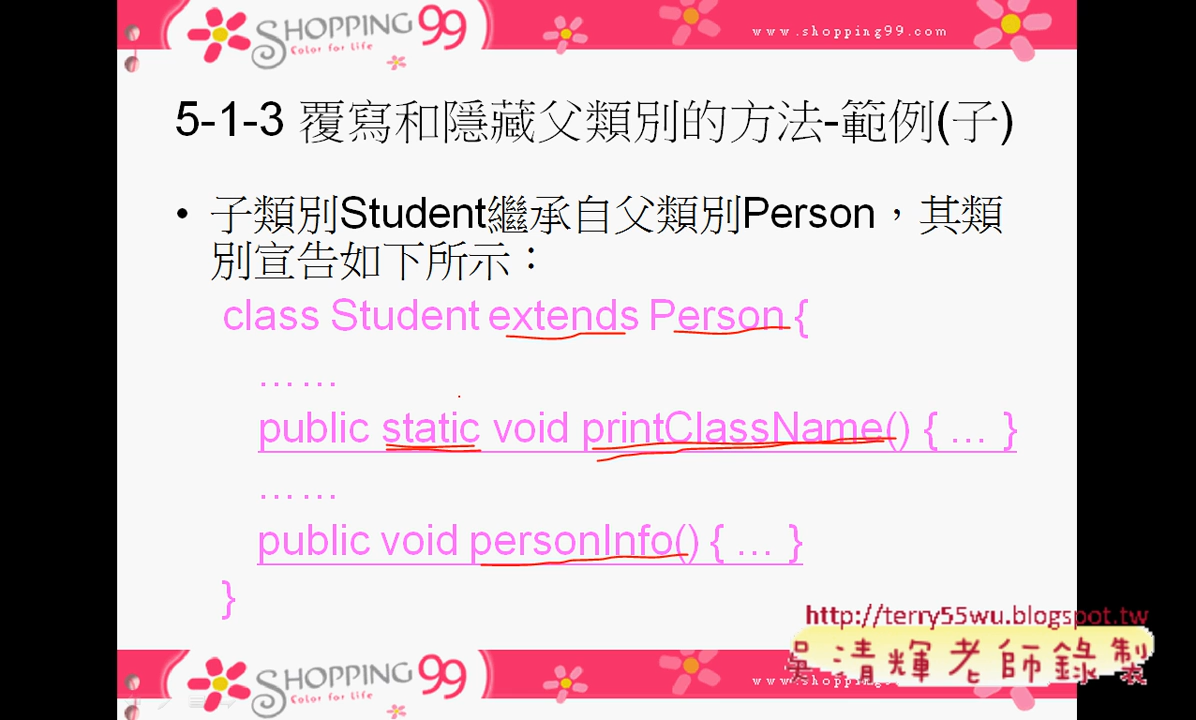 SHOPPING 99
Color for Life
www.shopping99.com
5-1-3 覆寫和隱藏父類別的方法-範例(子)
• 子類別Student繼承自父類別Person，其類
別宣告如下所示：
class Student extends Person {
……
public static void printClassName() { … }
……
public void personInfo() { … }
}
http://terry55wu.blogspot.tw
吳清輝老師錄製
SHOPPING 99
Color for Life